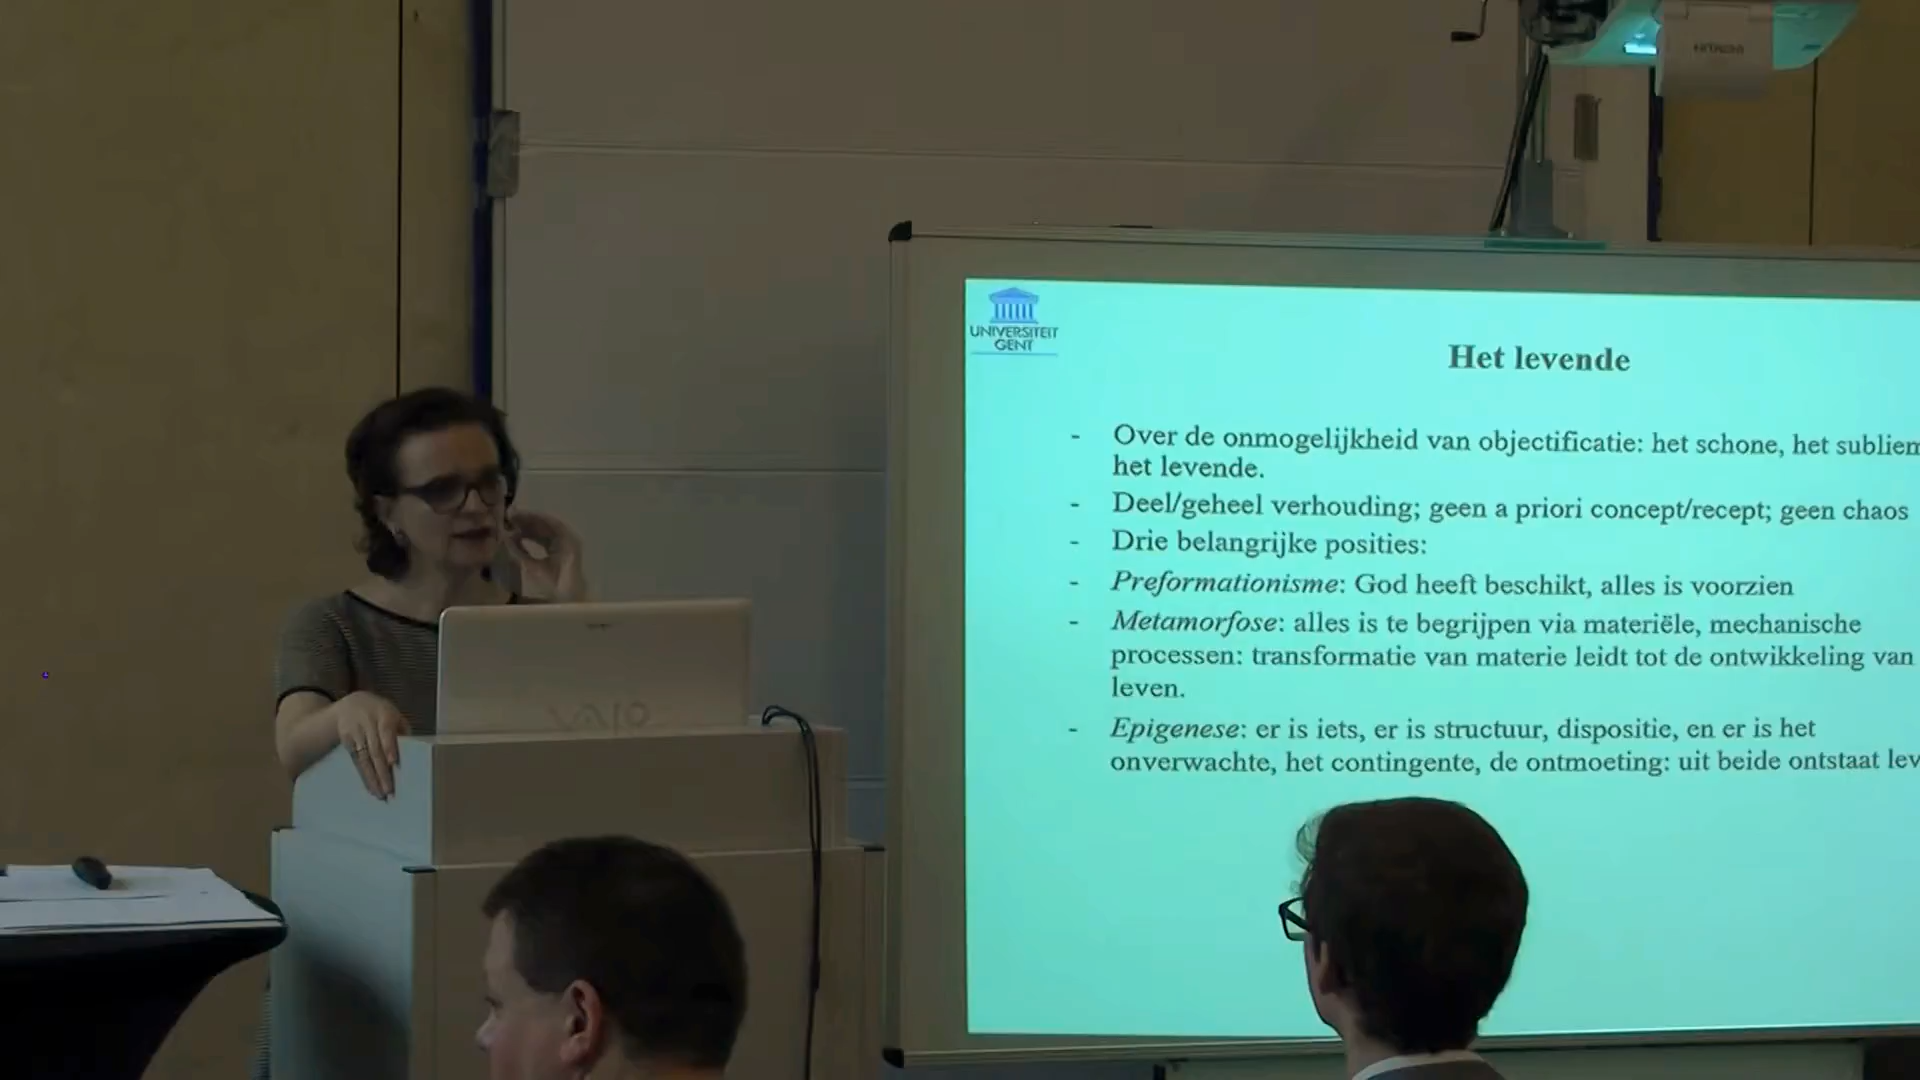 HITACHI
UNIVERSITEIT
GENT
Het levende
- Over de onmogelijkheid van objectificatie: het schone, het subliem
het levende.
- Deel/geheel verhouding; geen a priori concept/recept; geen chaos
- Drie belangrijke posities:
- Preformationisme: God heeft beschikt, alles is voorzien
- Metamorfose: alles is te begrijpen via materiële, mechanische
processen: transformatie van materie leidt tot de ontwikkeling van
leven.
- Epigenese: er is iets, er is structuur, dispositie, en er is het
onverwachte, het contingente, de ontmoeting: uit beide ontstaat lev
VAIO